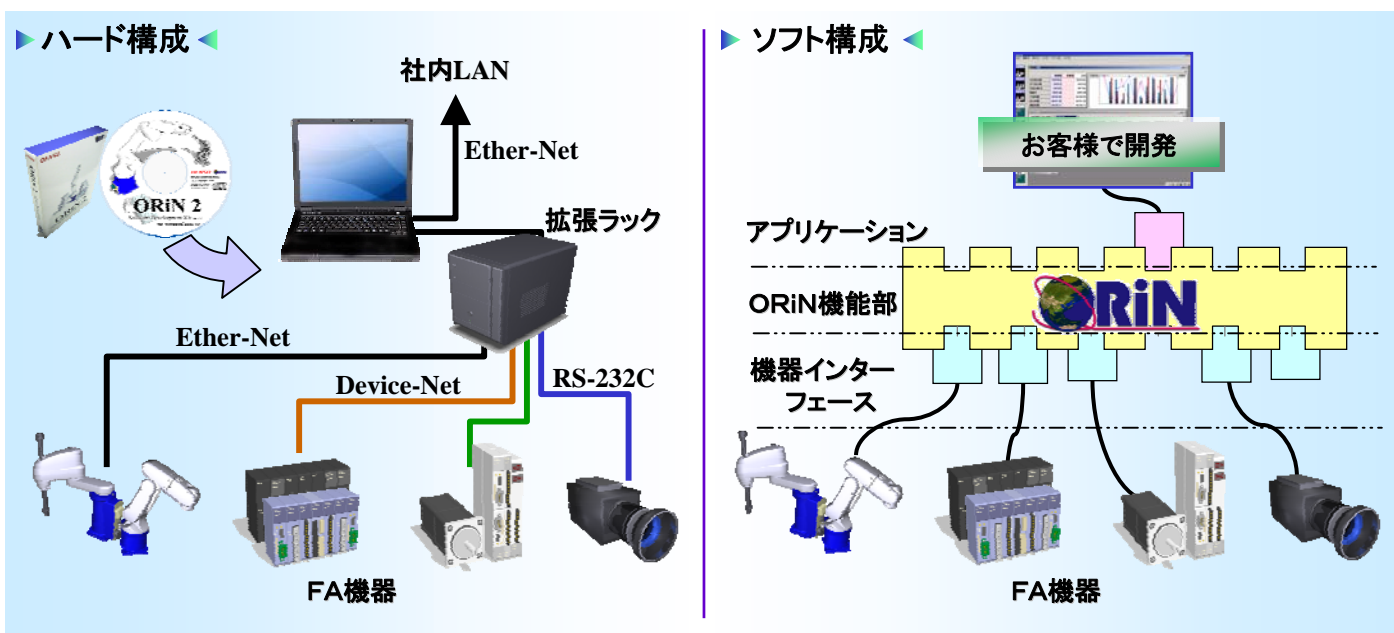 ハード構成
社内LAN
Ether-Net
ORiN 2
拡張ラック
Ether-Net
Device-Net
RS-232C
FA機器
ソフト構成
お客様で開発
アプリケーション
ORiN機能部
ORiN
機器インター
フェース
FA機器